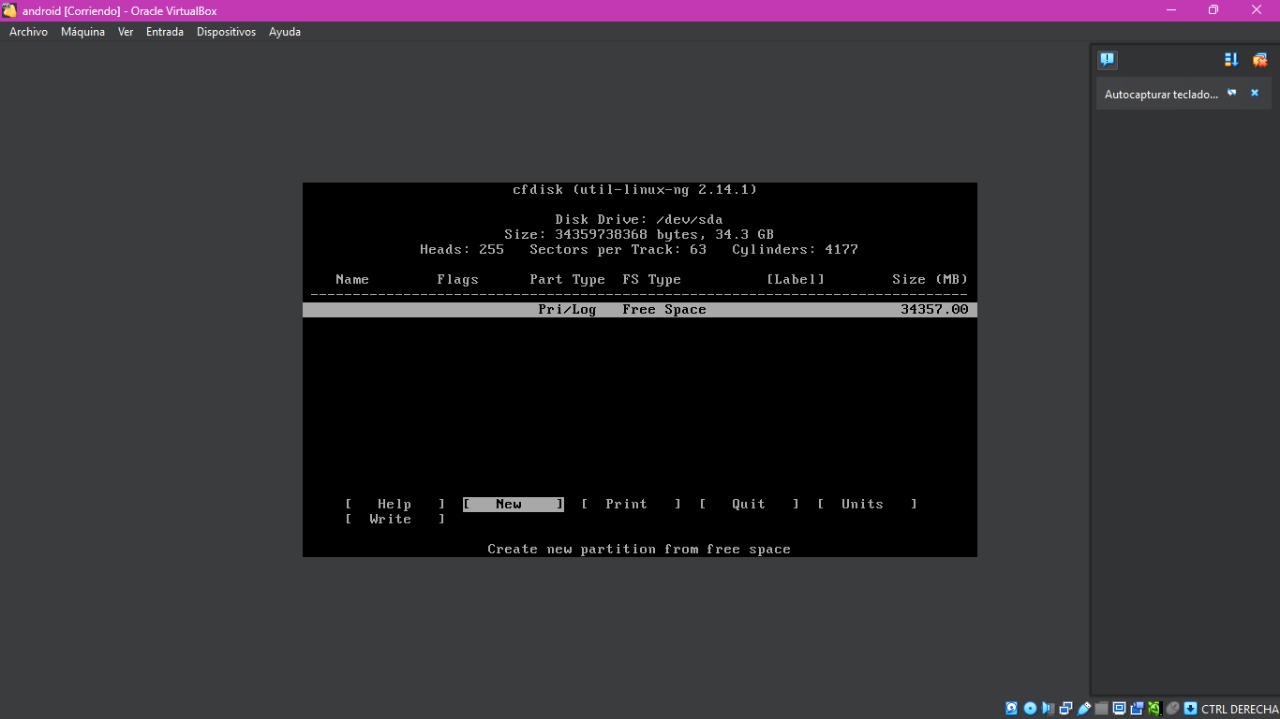 android [Corriendo] - Oracle VirtualBox
Archivo Máquina Ver Entrada Dispositivos Ayuda
Autocapturar teclado...
cfdisk (util-linux-ng 2.14.1)
Disk Drive: /dev/sda
Size: 34359738368 bytes, 34.3 GB
Heads: 255 Sectors per Track: 63 Cylinders: 4177
Name Flags Part Type FS Type [Label] Size (MB)
Pri/Log Free Space 34357.00
[ Help ] [ New ] [ Print ] [ Quit ] [ Units ]
[ Write ]
Create new partition from free space
CTRL DERECHA